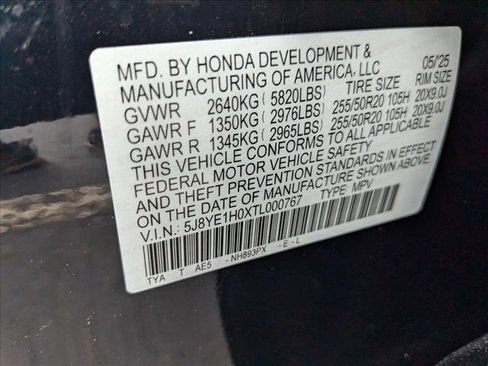 MFD. BY HONDA DEVELOPMENT & 05/25
MANUFACTURING OF AMERICA, LLC
TIRE SIZE RIM SIZE
GVWR 2640KG (5820LBS)
GAWR F 1350KG (2976LBS) 255/50R20 105H 20X9.0J
GAWR R 1345KG (2965LBS) 255/50R20 105H 20X9.0J
THIS VEHICLE CONFORMS TO ALL APPLICABLE
FEDERAL MOTOR VEHICLE SAFETY
AND THEFT PREVENTION STANDARDS IN EFFECT
ON THE DATE OF MANUFACTURE SHOWN ABOVE.
V.I.N.: 5J8YE1H0XTL000767 TYPE: MPV
TYA T AE5 - NH893PX - E - L